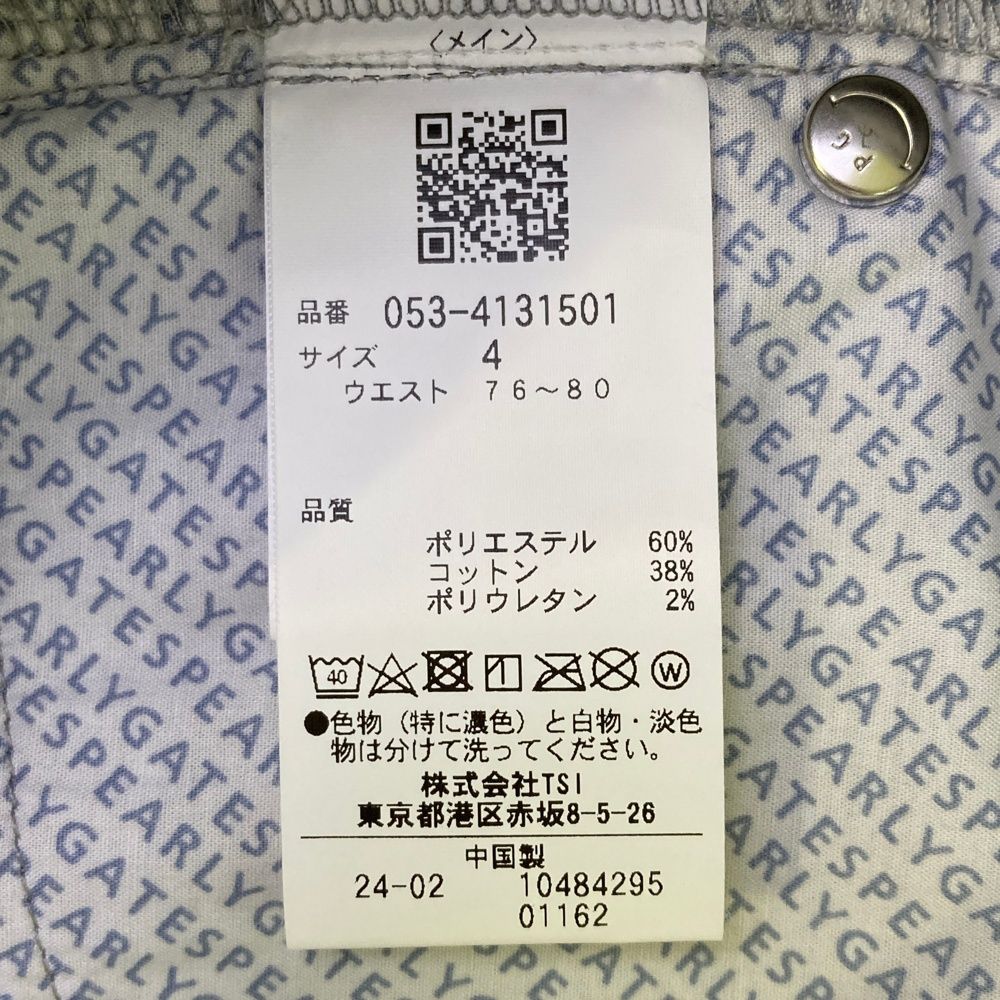 〈メイン〉
品番 053-4131501
サイズ 4
ウエスト 76～80
品質
ポリエステル 60%
コットン 38%
ポリウレタン 2%
40 1 W
●色物（特に濃色）と白物・淡色
物は分けて洗ってください。
株式会社TSI
東京都港区赤坂8-5-26
中国製
24-02 10484295
01162
PEARLYGATES